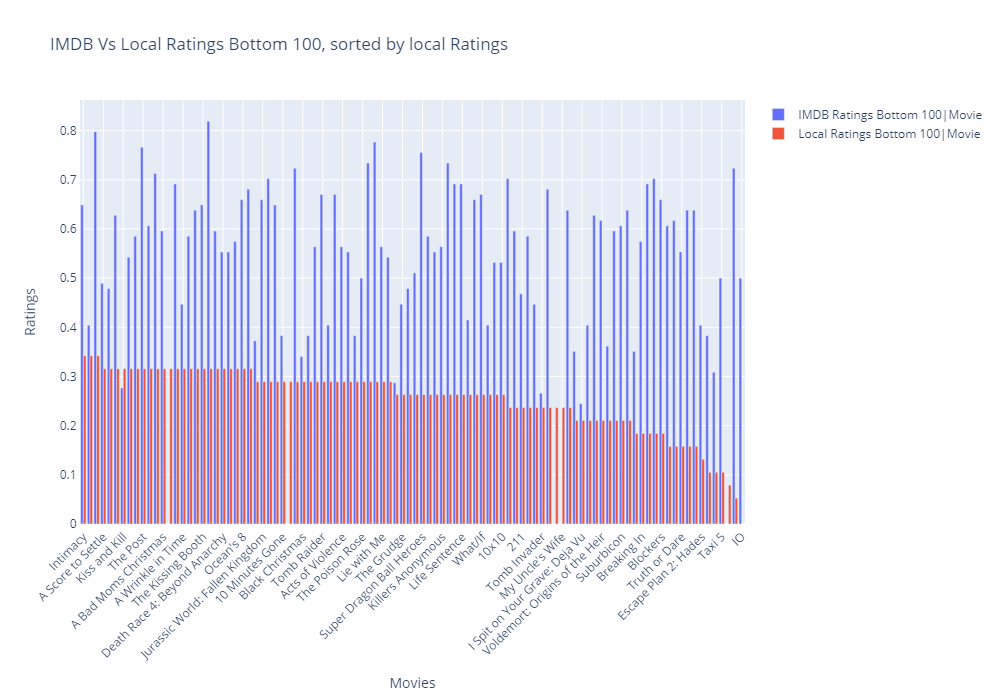 IMDB Vs Local Ratings Bottom 100, sorted by local Ratings
IMDB Ratings Bottom 100|Movie
Local Ratings Bottom 100|Movie
Ratings
0.8
0.7
0.6
0.5
0.4
0.3
0.2
0.1
0
Intimacy
A Score to Settle
Kiss and Kill
The Post
A Bad Moms Christmas
A Wrinkle in Time
The Kissing Booth
Death Race 4: Beyond Anarchy
Ocean's 8
Jurassic World: Fallen Kingdom
10 Minutes Gone
Black Christmas
Tomb Raider
Acts of Violence
The Poison Rose
Lie with Me
The Grudge
Super Dragon Ball Heroes
Killers Anonymous
Life Sentence
What/If
10x10
211
Tomb Invader
My Uncle's Wife
I Spit on Your Grave: Deja Vu
Voldemort: Origins of the Heir
Suburbicon
Breaking In
Blockers
Truth or Dare
Escape Plan 2: Hades
Taxi 5
IO
Movies